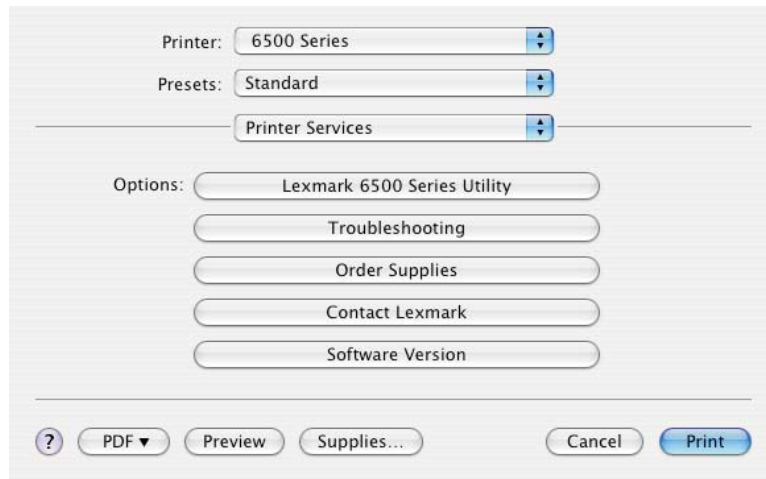 Printer: 6500 Series
Presets: Standard
Printer Services
Options: Lexmark 6500 Series Utility
Troubleshooting
Order Supplies
Contact Lexmark
Software Version
? PDF ▼ Preview Supplies... Cancel Print